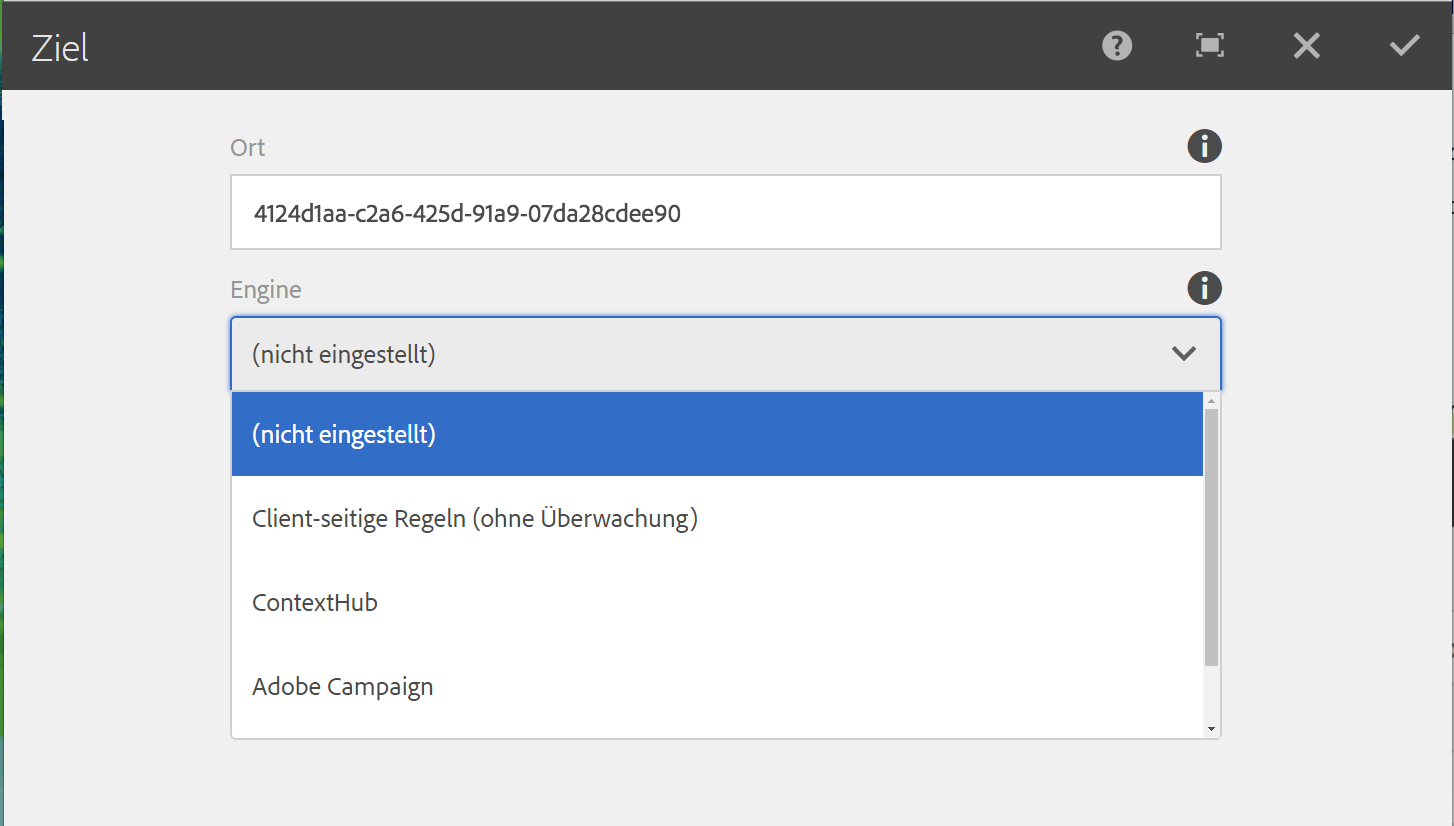 Ziel
Ort
4124d1aa-c2a6-425d-91a9-07da28cdee90
Engine
(nicht eingestellt)
(nicht eingestellt)
Client-seitige Regeln (ohne Überwachung)
ContextHub
Adobe Campaign